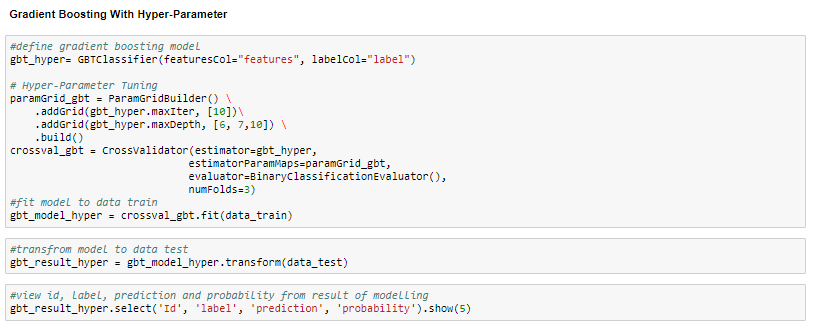 Gradient Boosting With Hyper-Parameter
#define gradient boosting model
gbt_hyper= GBTClassifier(featuresCol="features", labelCol="label")
# Hyper-Parameter Tuning
paramGrid_gbt = ParamGridBuilder() \
.addGrid(gbt_hyper.maxIter, [10])\
.addGrid(gbt_hyper.maxDepth, [6, 7,10]) \
.build()
crossval_gbt = CrossValidator(estimator=gbt_hyper,
estimatorParamMaps=paramGrid_gbt,
evaluator=BinaryClassificationEvaluator(),
numFolds=3)
#fit model to data train
gbt_model_hyper = crossval_gbt.fit(data_train)
#transfrom model to data test
gbt_result_hyper = gbt_model_hyper.transform(data_test)
#view id, label, prediction and probability from result of modelling
gbt_result_hyper.select('Id', 'label', 'prediction', 'probability').show(5)